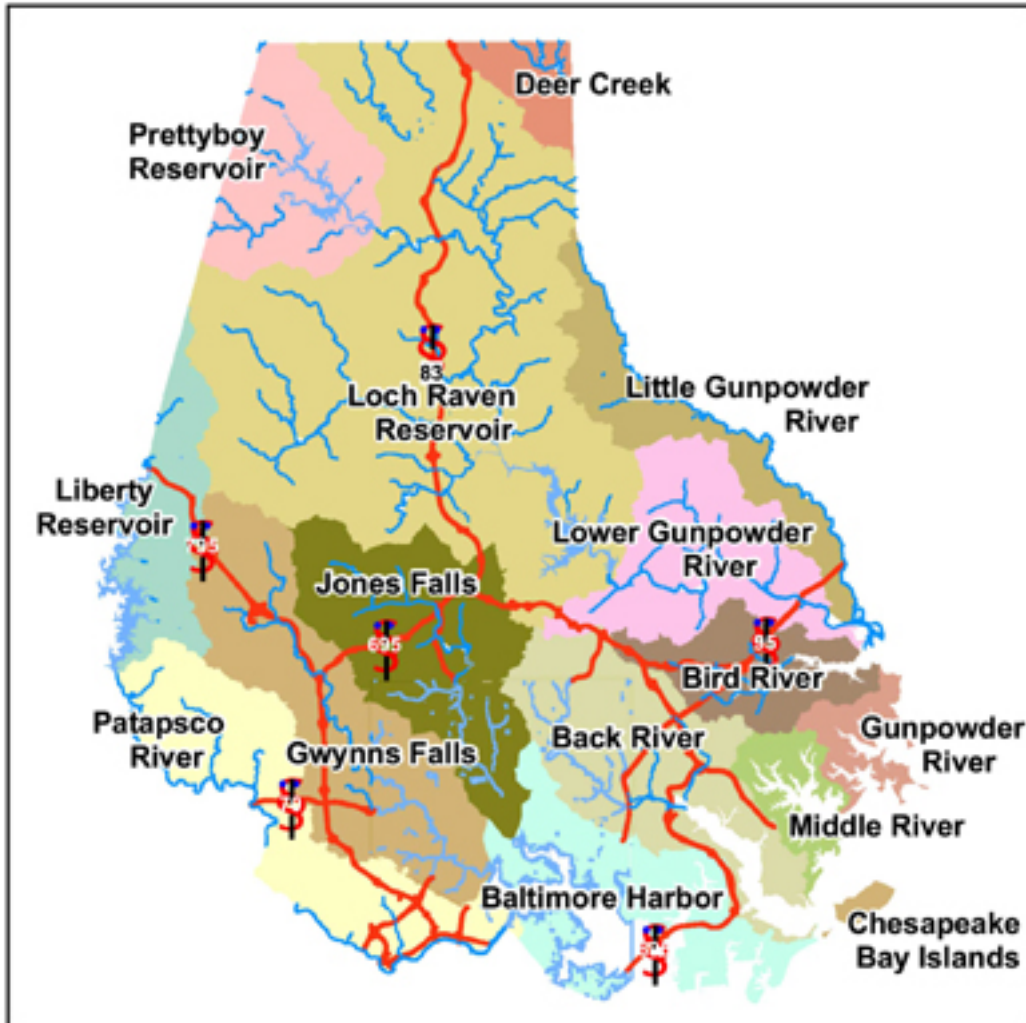 Deer Creek
Prettyboy
Reservoir
83
Loch Raven
Reservoir
Little Gunpowder
River
Liberty
Reservoir
795
Lower Gunpowder
River
Jones Falls
695
95
Bird River
Patapsco
River
Gwynns Falls
Back River
Gunpowder
River
70
Middle River
Baltimore Harbor
Chesapeake
Bay Islands